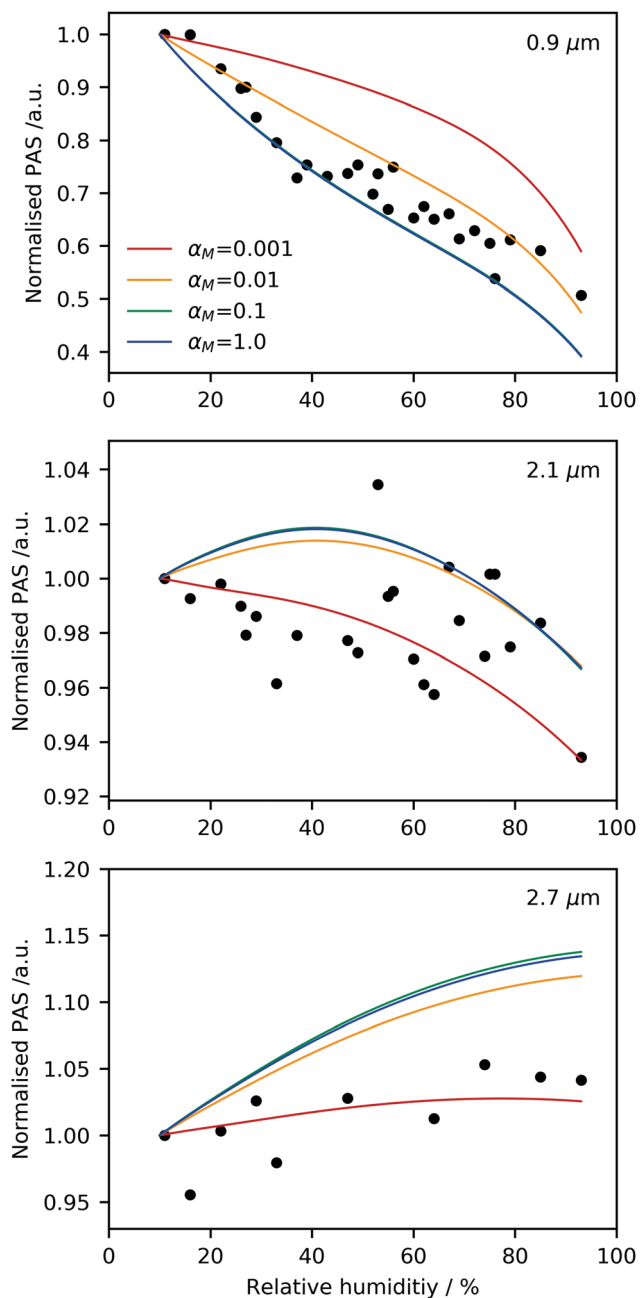 1.0
0.9
0.8
0.7
0.6
0.5
0.4
Normalised PAS /a.u.
0.9 μm
α_M=0.001
α_M=0.01
α_M=0.1
α_M=1.0
0 20 40 60 80 100
1.04
1.02
1.00
0.98
0.96
0.94
0.92
Normalised PAS /a.u.
2.1 μm
0 20 40 60 80 100
1.20
1.15
1.10
1.05
1.00
0.95
Normalised PAS /a.u.
2.7 μm
0 20 40 60 80 100
Relative humiditiy / %